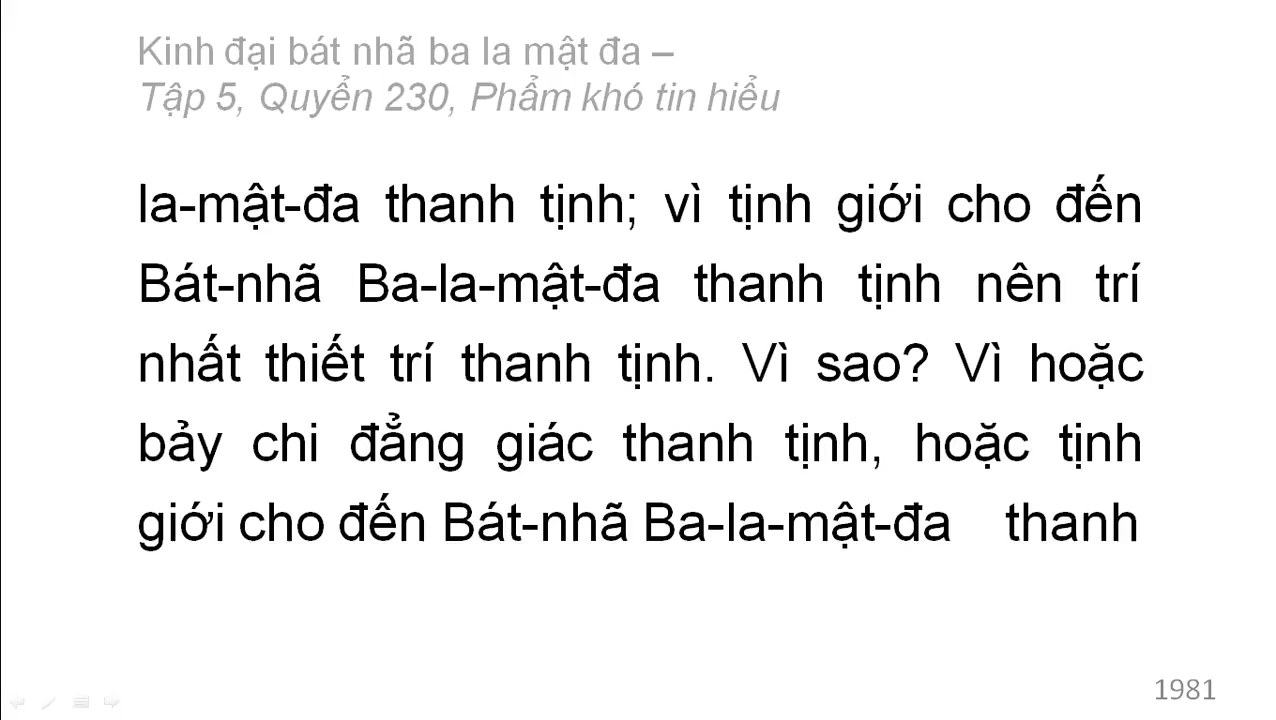 Kinh đại bát nhã ba la mật đa –
Tập 5, Quyển 230, Phẩm khó tin hiểu
la-mật-đa thanh tịnh; vì tịnh giới cho đến
Bát-nhã Ba-la-mật-đa thanh tịnh nên trí
nhất thiết trí thanh tịnh. Vì sao? Vì hoặc
bảy chi đẳng giác thanh tịnh, hoặc tịnh
giới cho đến Bát-nhã Ba-la-mật-đa thanh
1981